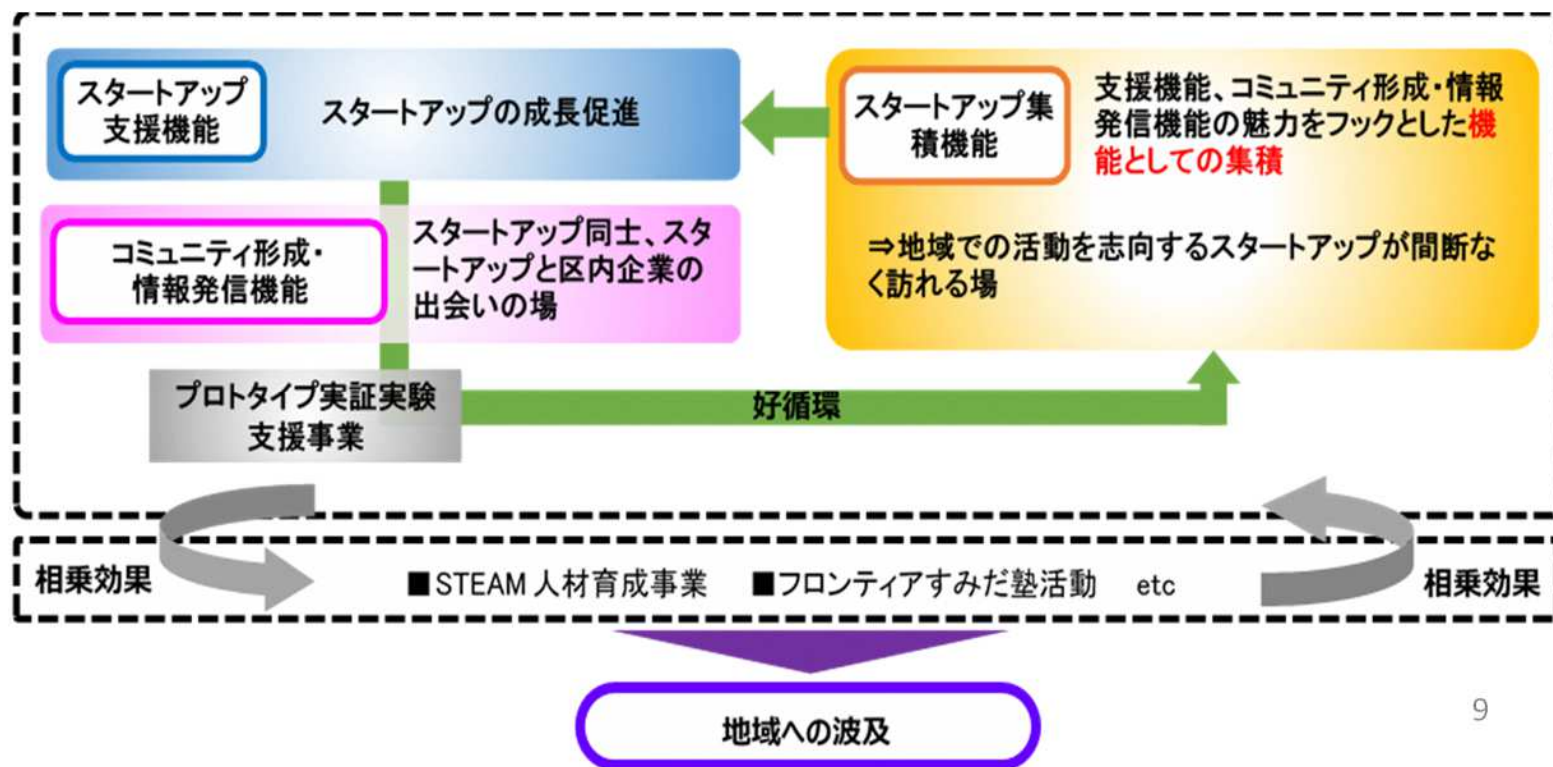 スタートアップ
支援機能
スタートアップの成長促進
スタートアップ集
積機能
支援機能、コミュニティ形成・情報
発信機能の魅力をフックとした機
能としての集積
コミュニティ形成・
情報発信機能
スタートアップ同士、スタ
ートアップと区内企業の
出会いの場
⇒地域での活動を志向するスタートアップが間断な
く訪れる場
プロトタイプ実証実験
支援事業
好循環
相乗効果
■STEAM 人材育成事業 ■フロンティアすみだ塾活動 etc
相乗効果
地域への波及
9